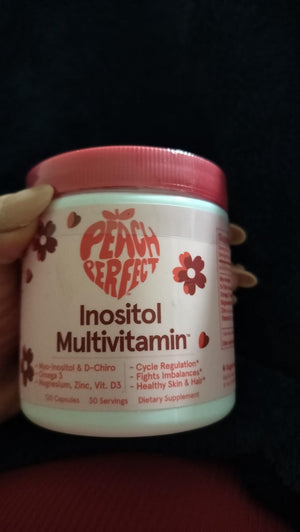 PEACH
PERFECT
Inositol
Multivitamin™
- Myo-Inositol & D-Chiro
- Omega 3
- Magnesium, Zinc, Vit. D3
- Cycle Regulation*
- Fights Imbalances*
- Healthy Skin & Hair*
120 Capsules 30 Servings Dietary Supplement